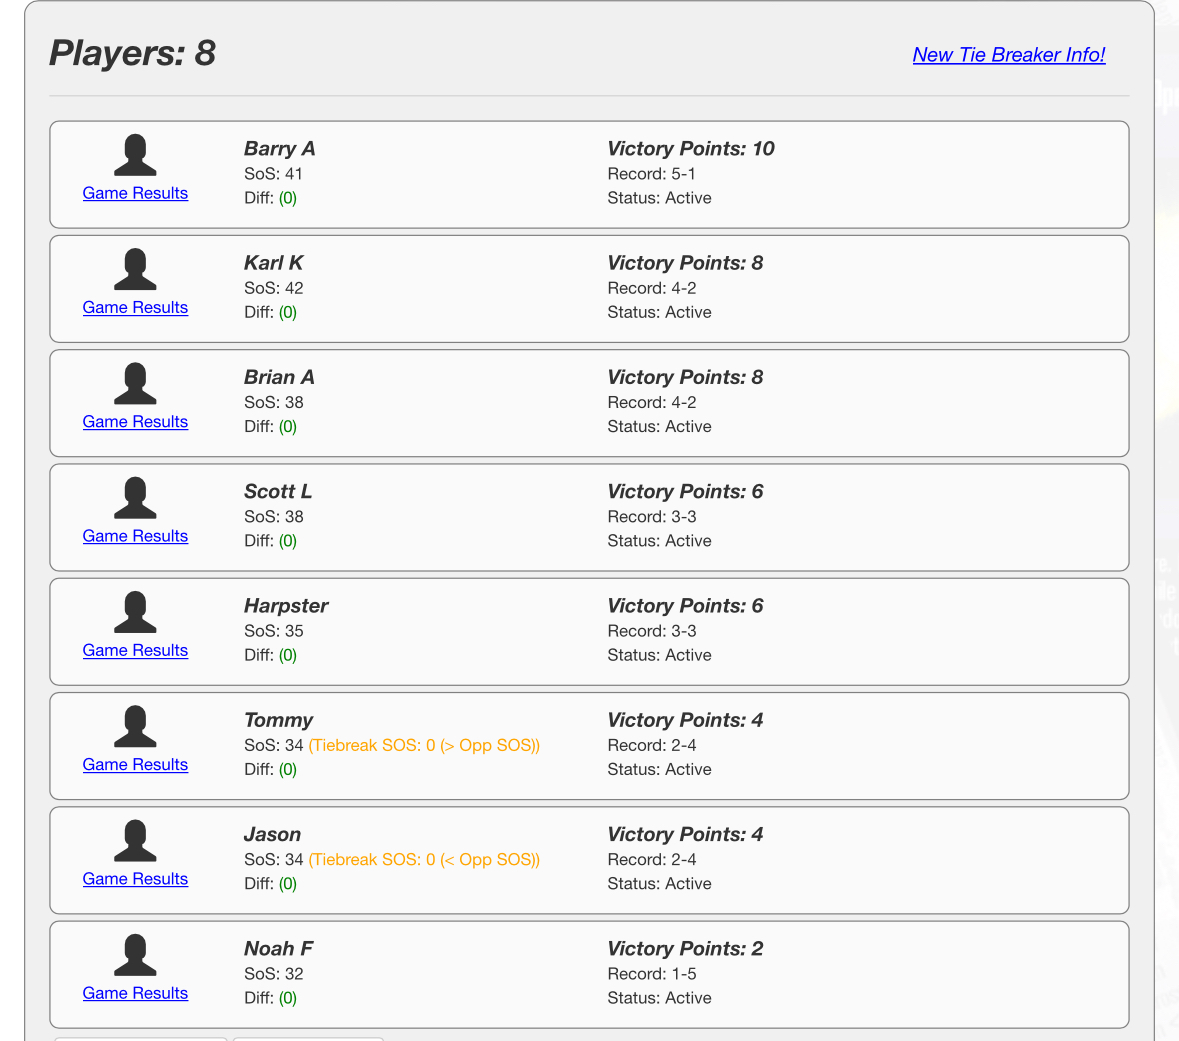 Players: 8
New Tie Breaker Info!
Barry A
Victory Points: 10
SoS: 41
Record: 5-1
Game Results
Diff: (0)
Status: Active
Karl K
Victory Points: 8
SoS: 42
Record: 4-2
Game Results
Diff: (0)
Status: Active
Brian A
Victory Points: 8
SoS: 38
Record: 4-2
Game Results
Diff: (0)
Status: Active
Scott L
Victory Points: 6
SoS: 38
Record: 3-3
Game Results
Diff: (0)
Status: Active
Harpster
Victory Points: 6
SoS: 35
Record: 3-3
Game Results
Diff: (0)
Status: Active
Tommy
Victory Points: 4
SoS: 34 (Tiebreak SOS: 0 (> Opp SOS))
Record: 2-4
Game Results
Diff: (0)
Status: Active
Jason
Victory Points: 4
SoS: 34 (Tiebreak SOS: 0 (< Opp SOS))
Record: 2-4
Game Results
Diff: (0)
Status: Active
Noah F
Victory Points: 2
SoS: 32
Record: 1-5
Game Results
Diff: (0)
Status: Active